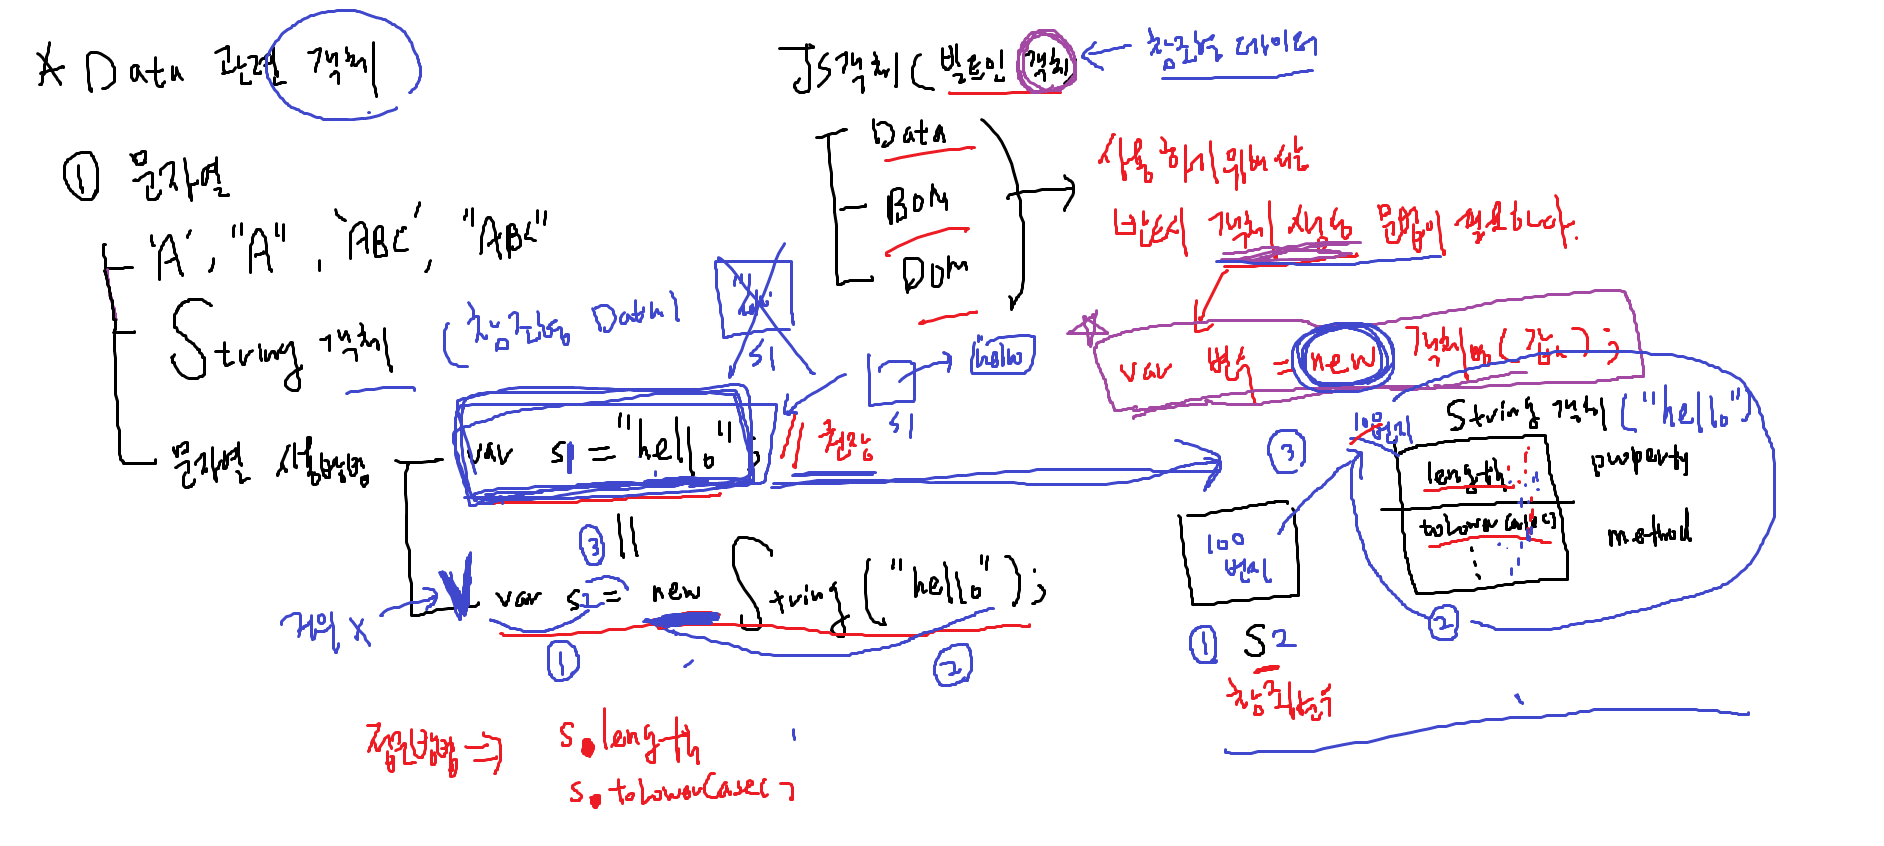 * Data 관련 객체
① 문자열
'A', "A", 'ABC', "ABC"
String 객체 (참조형 Data)
s1
문자열 사용방법
var s1 = "hello"; // 권장
③ ||
var s2 = new String("hello");
거의 X
① ②
접근방법 ⇒ s.length
s.toLowerCase()
JS객체 (빌트인 객체 ← 참조형 데이터
Data
BOM
DOM
사용하기 위해서는
반드시 객체 생성 문법이 필요하다.
☆ var 변수 = new 객체명(값);
hello
s1
③ 100번지 String 객체 ("hello")
length property
toLowerCase() method
100
번지
① S2 ②
참조변수